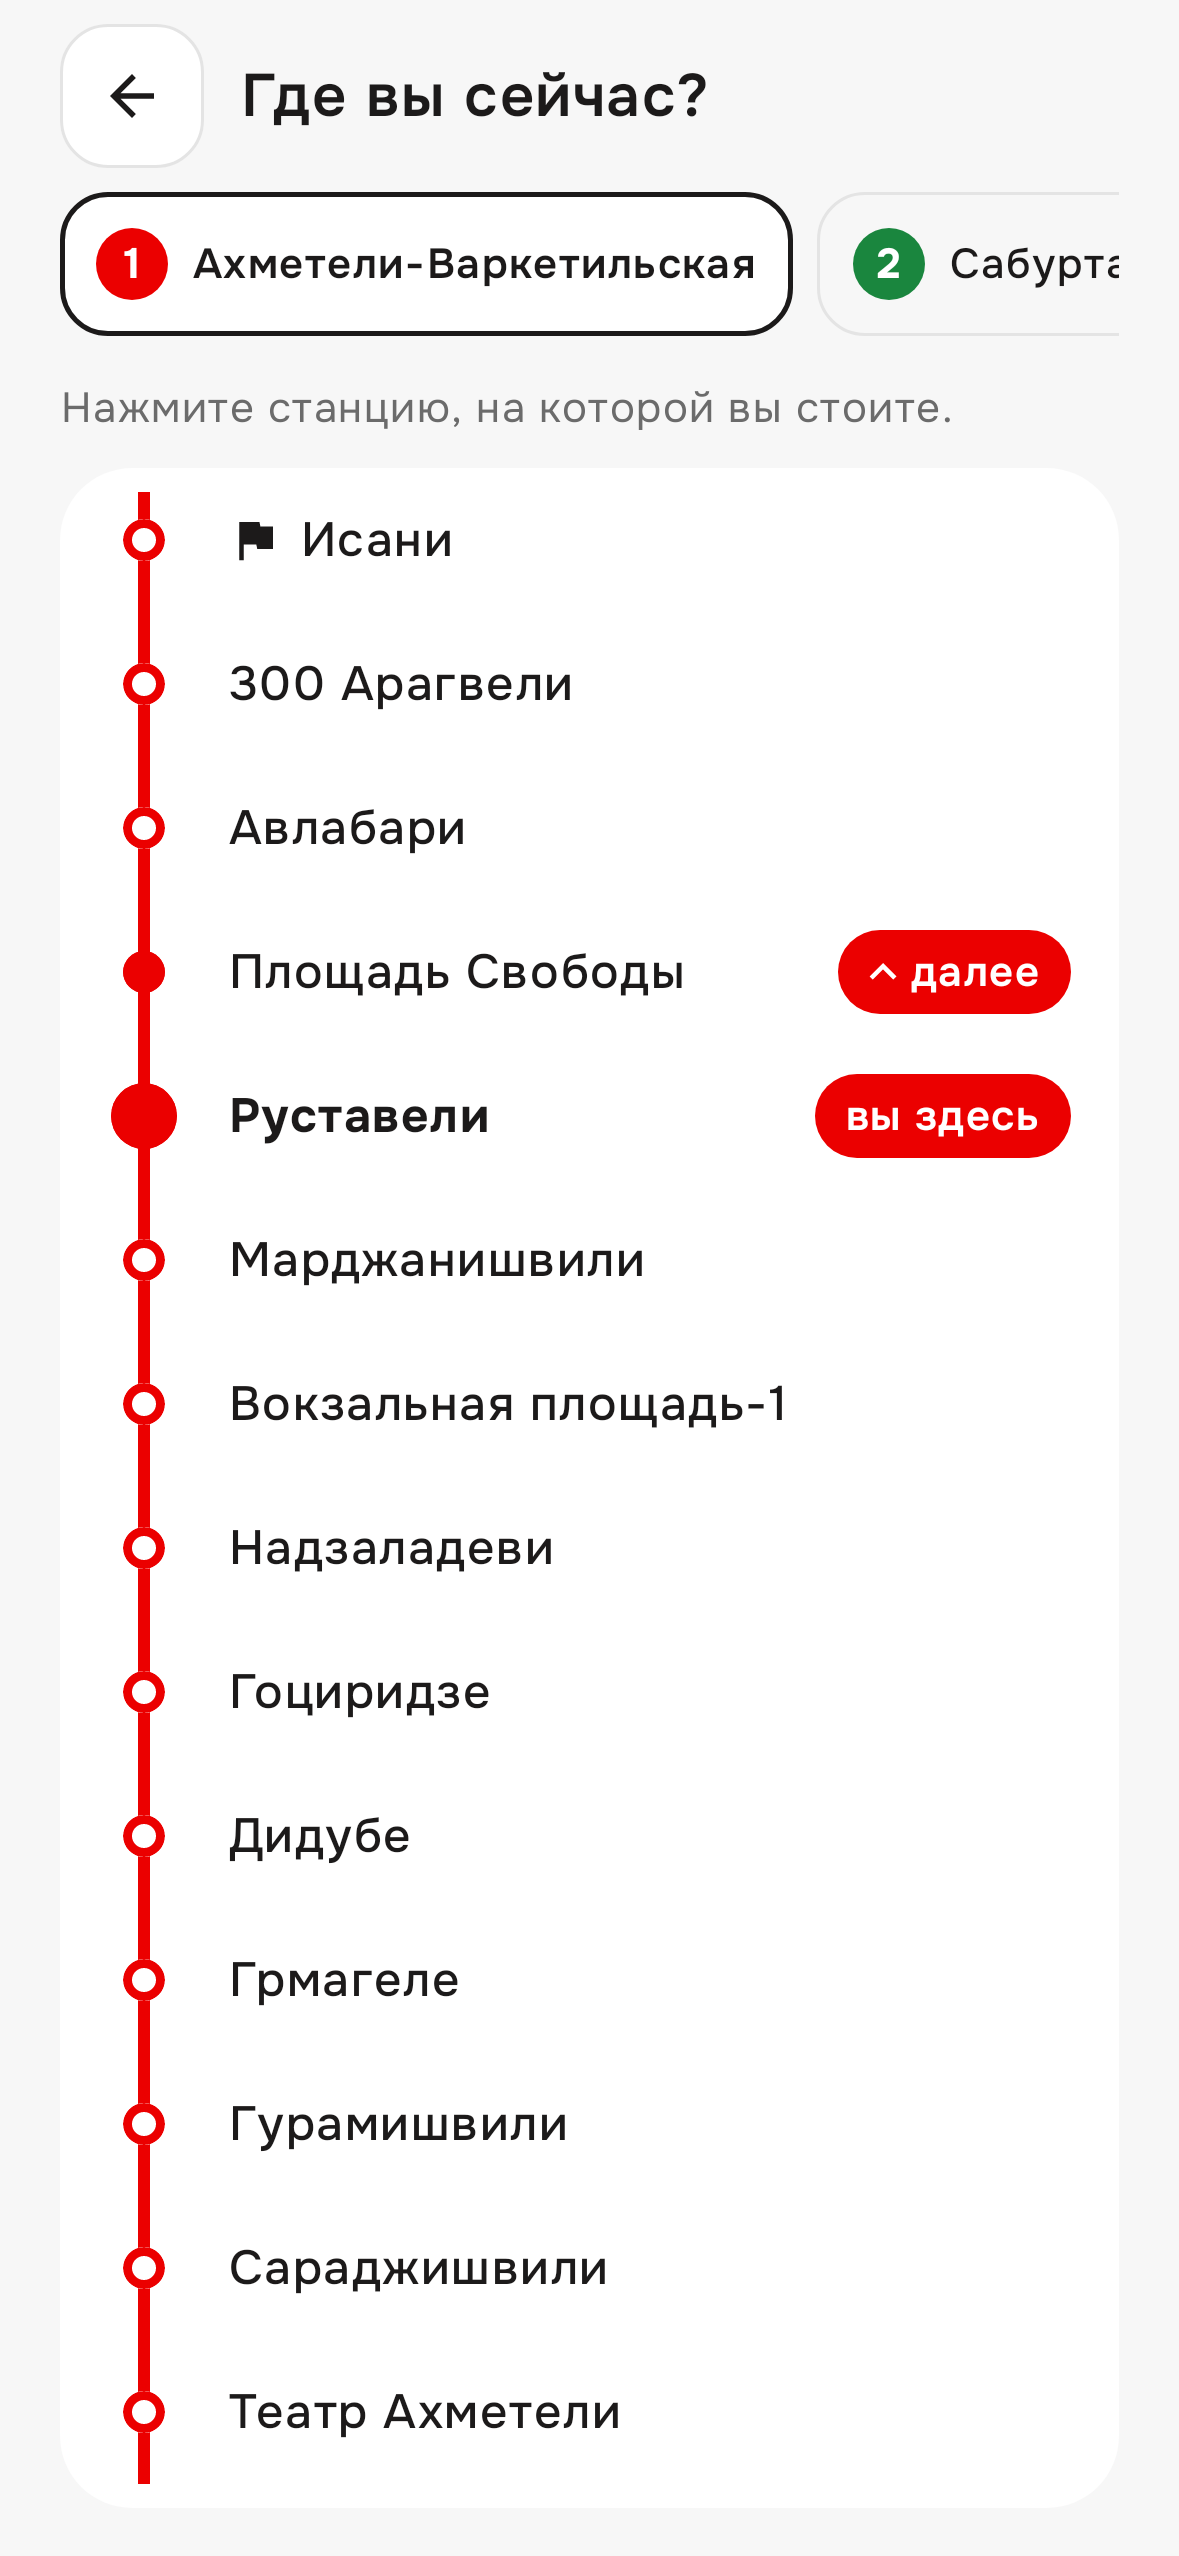 Где вы сейчас?
1 Ахметели-Варкетильская
2
Нажмите станцию, на которой вы стоите.
Исани
300 Арагвели
Авлабари
Площадь Свободы далее
Руставели вы здесь
Марджанишвили
Вокзальная площадь-1
Надзаладеви
Гоциридзе
Дидубе
Грмагеле
Гурамишвили
Сараджишвили
Театр Ахметели